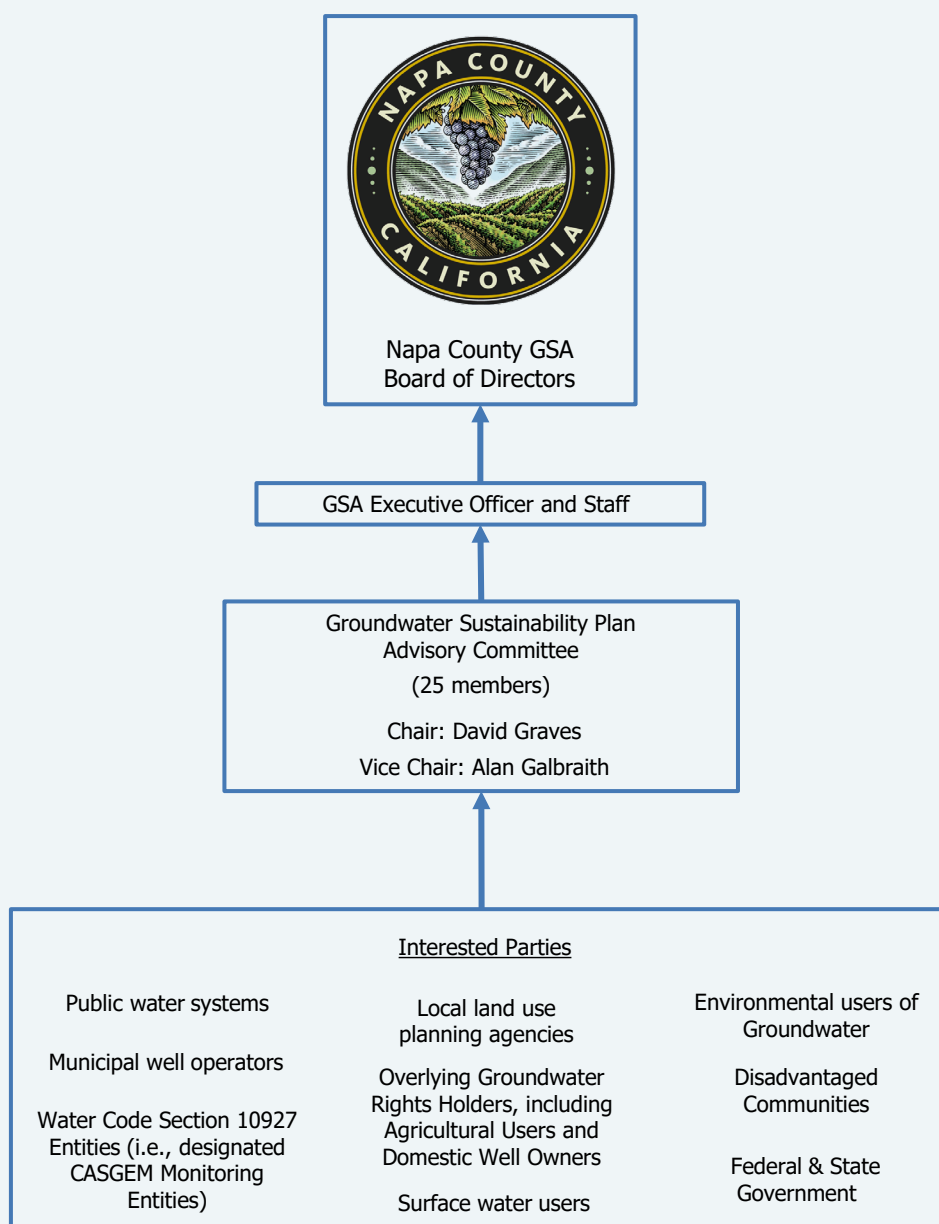 NAPA COUNTY
CALIFORNIA
Napa County GSA
Board of Directors
GSA Executive Officer and Staff
Groundwater Sustainability Plan
Advisory Committee
(25 members)
Chair: David Graves
Vice Chair: Alan Galbraith
Interested Parties
Public water systems
Municipal well operators
Water Code Section 10927
Entities (i.e., designated
CASGEM Monitoring
Entities)
Local land use
planning agencies
Overlying Groundwater
Rights Holders, including
Agricultural Users and
Domestic Well Owners
Surface water users
Environmental users of
Groundwater
Disadvantaged
Communities
Federal & State
Government